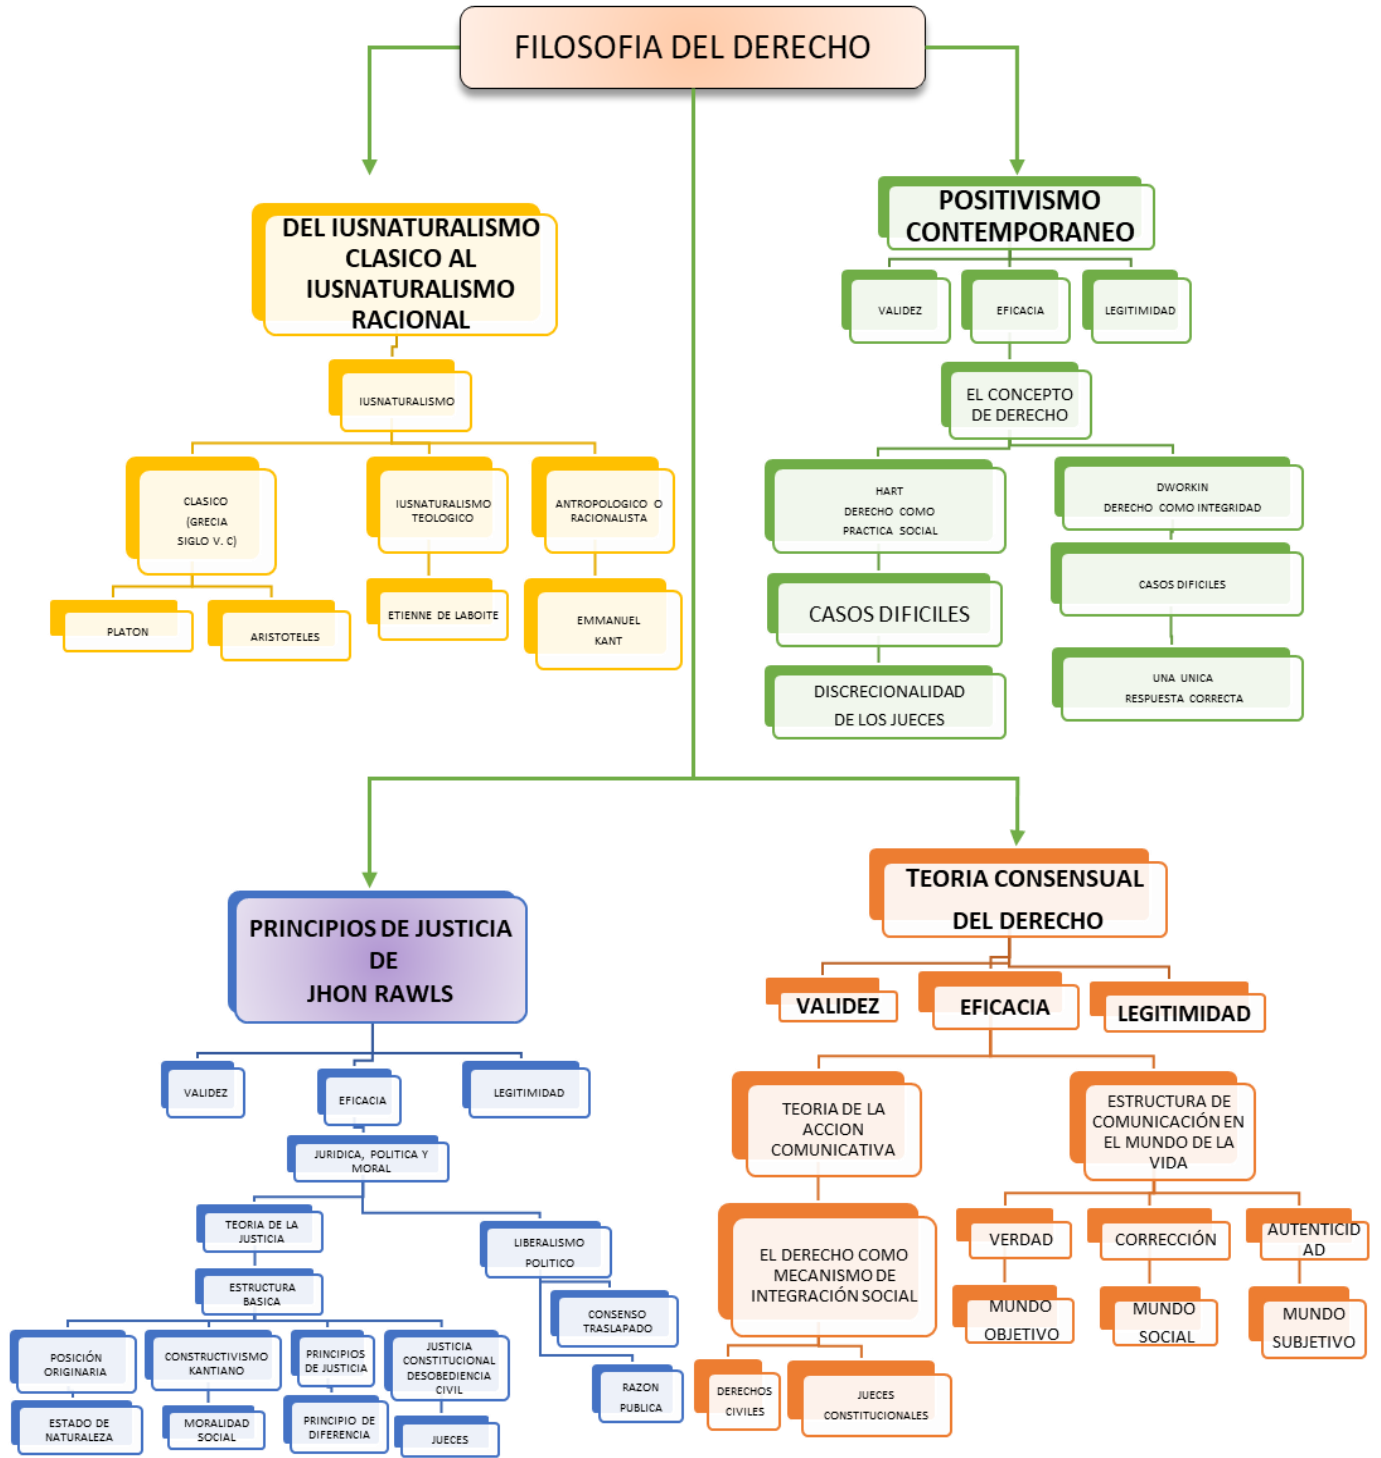 FILOSOFIA DEL DERECHO
DEL IUSNATURALISMO
CLASICO AL
IUSNATURALISMO
RACIONAL
IUSNATURALISMO
CLASICO
(GRECIA
SIGLO V. C)
IUSNATURALISMO
TEOLOGICO
ANTROPOLOGICO O
RACIONALISTA
PLATON
ARISTOTELES
ETIENNE DE LABOITE
EMMANUEL
KANT
POSITIVISMO
CONTEMPORANEO
VALIDEZ
EFICACIA
LEGITIMIDAD
EL CONCEPTO
DE DERECHO
HART
DERECHO COMO
PRACTICA SOCIAL
CASOS DIFICILES
DISCRECIONALIDAD
DE LOS JUECES
DWORKIN
DERECHO COMO INTEGRIDAD
CASOS DIFICILES
UNA UNICA
RESPUESTA CORRECTA
PRINCIPIOS DE JUSTICIA
DE
JHON RAWLS
VALIDEZ
EFICACIA
LEGITIMIDAD
JURIDICA, POLITICA Y
MORAL
TEORIA DE LA
JUSTICIA
ESTRUCTURA
BASICA
POSICIÓN
ORIGINARIA
ESTADO DE
NATURALEZA
CONSTRUCTIVISMO
KANTIANO
MORALIDAD
SOCIAL
PRINCIPIOS
DE JUSTICIA
PRINCIPIO DE
DIFERENCIA
JUSTICIA
CONSTITUCIONAL
DESOBEDIENCIA
CIVIL
JUECES
LIBERALISMO
POLITICO
CONSENSO
TRASLAPADO
RAZON
PUBLICA
TEORIA CONSENSUAL
DEL DERECHO
VALIDEZ
EFICACIA
LEGITIMIDAD
TEORIA DE LA
ACCION
COMUNICATIVA
EL DERECHO COMO
MECANISMO DE
INTEGRACIÓN SOCIAL
DERECHOS
CIVILES
JUECES
CONSTITUCIONALES
ESTRUCTURA DE
COMUNICACIÓN EN
EL MUNDO DE LA
VIDA
VERDAD
MUNDO
OBJETIVO
CORRECCIÓN
MUNDO
SOCIAL
AUTENTICID
AD
MUNDO
SUBJETIVO